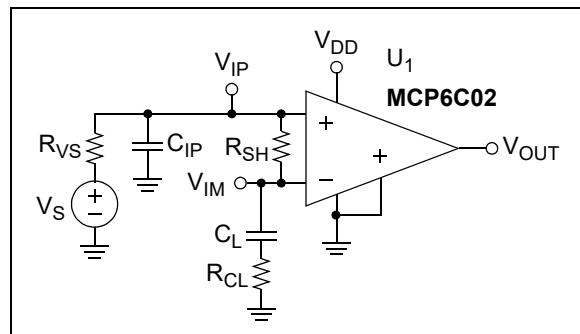 V_DD
U_1
V_IP
MCP6C02
+
R_VS
C_IP
R_SH
V_OUT
+
V_IM
−
V_S
+
−
C_L
R_CL